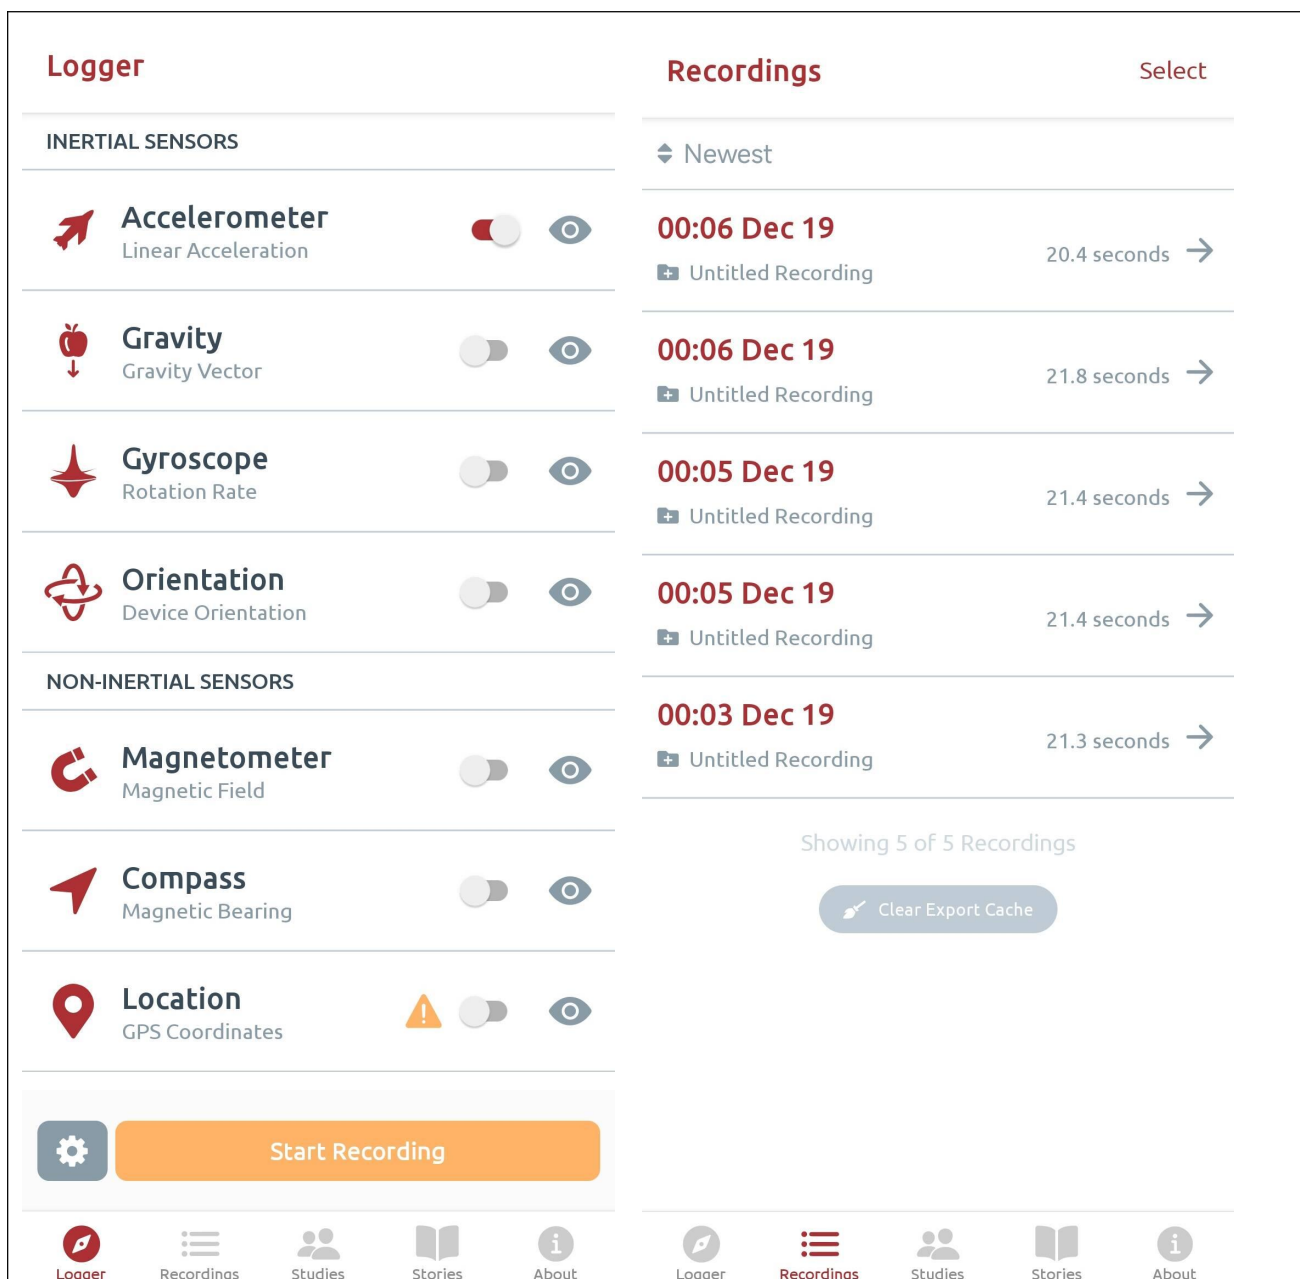 Logger
INERTIAL SENSORS
Accelerometer
Linear Acceleration
Gravity
Gravity Vector
Gyroscope
Rotation Rate
Orientation
Device Orientation
NON-INERTIAL SENSORS
Magnetometer
Magnetic Field
Compass
Magnetic Bearing
Location
GPS Coordinates
Start Recording
Logger Recordings Studies Stories About
Recordings Select
Newest
00:06 Dec 19
Untitled Recording 20.4 seconds
00:06 Dec 19
Untitled Recording 21.8 seconds
00:05 Dec 19
Untitled Recording 21.4 seconds
00:05 Dec 19
Untitled Recording 21.4 seconds
00:03 Dec 19
Untitled Recording 21.3 seconds
Showing 5 of 5 Recordings
Clear Export Cache
Logger Recordings Studies Stories About